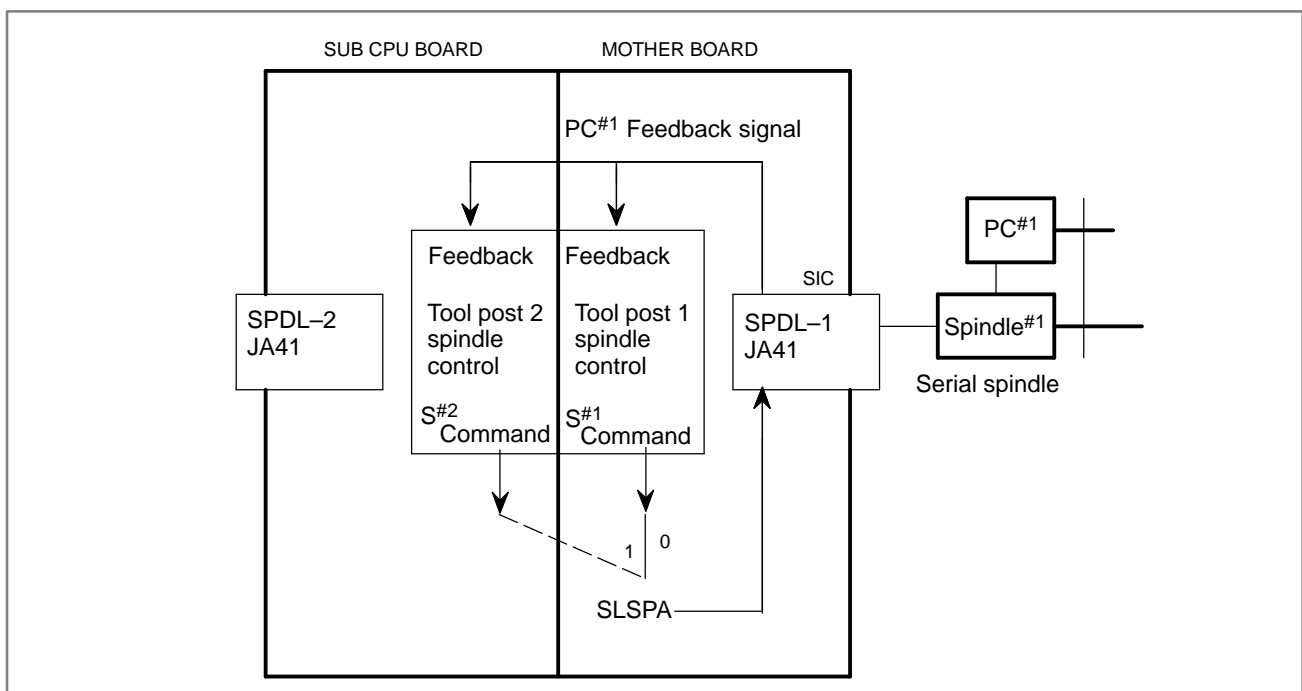 SUB CPU BOARD
MOTHER BOARD
PC#1 Feedback signal
PC#1
Feedback
Feedback
SIC
SPDL–2
JA41
Tool post 2
spindle
control
Tool post 1
spindle
control
SPDL–1
JA41
Spindle#1
Serial spindle
S#2
Command
S#1
Command
1
0
SLSPA